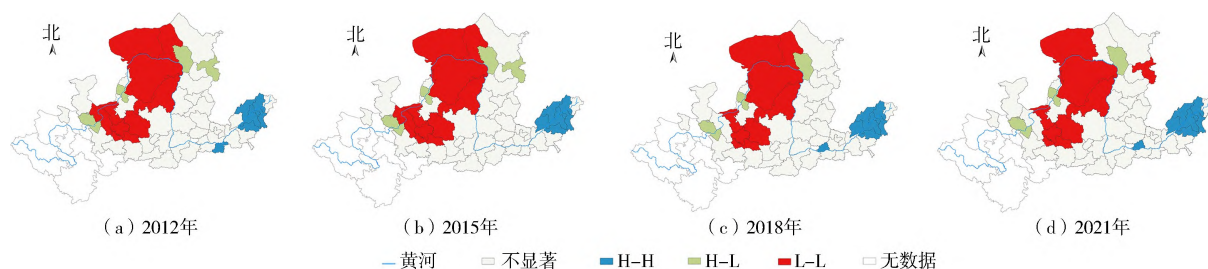 北
北
北
北
（a）2012年
（b）2015年
（c）2018年
（d）2021年
黄河 不显著 H-H H-L L-L 无数据